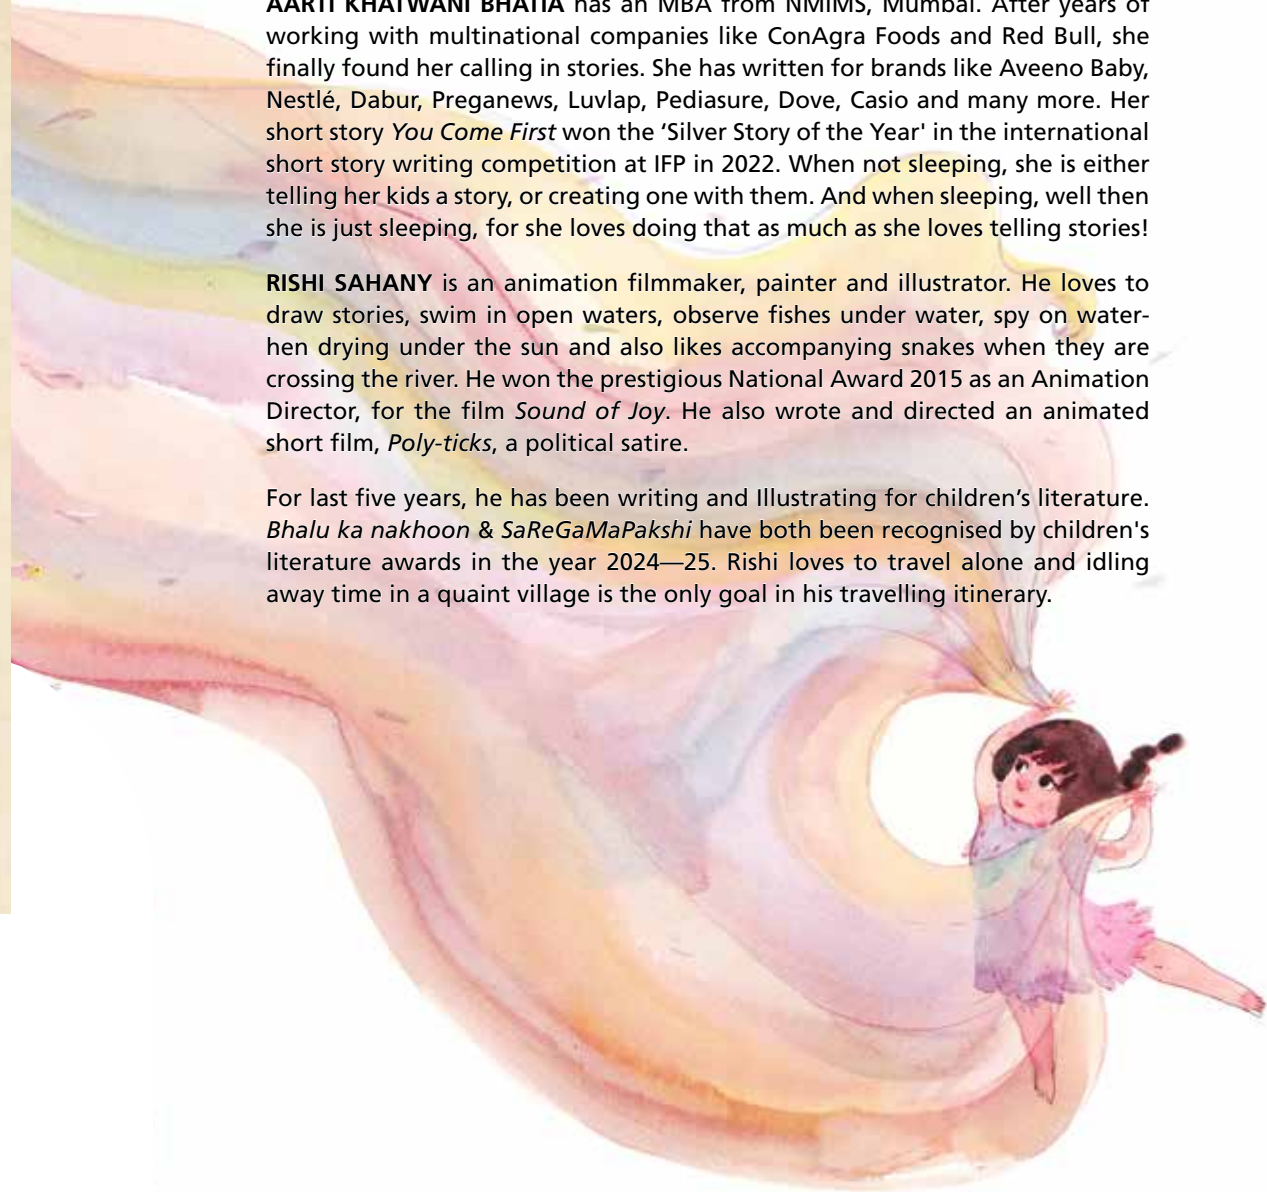 AARTI KHATWANI BHATIA has an MBA from NMIMS, Mumbai. After years of
working with multinational companies like ConAgra Foods and Red Bull, she
finally found her calling in stories. She has written for brands like Aveeno Baby,
Nestlé, Dabur, Preganews, Luvlap, Pediasure, Dove, Casio and many more. Her
short story You Come First won the ‘Silver Story of the Year' in the international
short story writing competition at IFP in 2022. When not sleeping, she is either
telling her kids a story, or creating one with them. And when sleeping, well then
she is just sleeping, for she loves doing that as much as she loves telling stories!
RISHI SAHANY is an animation filmmaker, painter and illustrator. He loves to
draw stories, swim in open waters, observe fishes under water, spy on water-
hen drying under the sun and also likes accompanying snakes when they are
crossing the river. He won the prestigious National Award 2015 as an Animation
Director, for the film Sound of Joy. He also wrote and directed an animated
short film, Poly-ticks, a political satire.
For last five years, he has been writing and Illustrating for children’s literature.
Bhalu ka nakhoon & SaReGaMaPakshi have both been recognised by children's
literature awards in the year 2024—25. Rishi loves to travel alone and idling
away time in a quaint village is the only goal in his travelling itinerary.